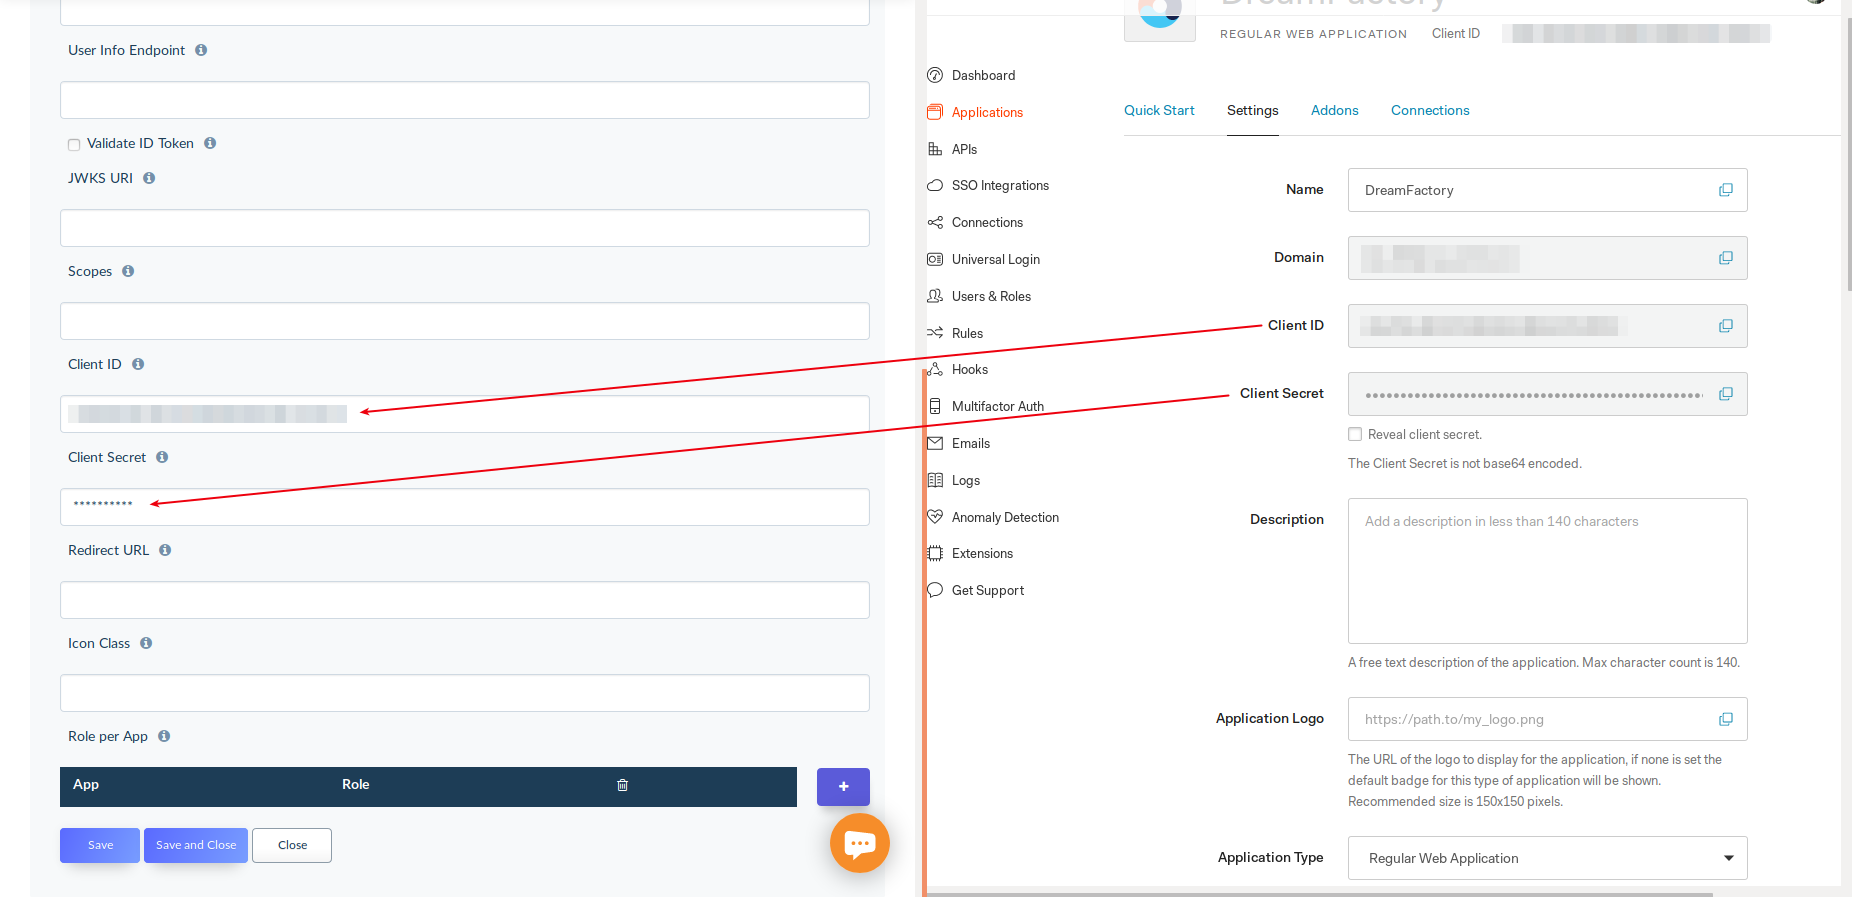 User Info Endpoint
Validate ID Token
JWKS URI
Scopes
Client ID
Client Secret
**********
Redirect URL
Icon Class
Role per App
App Role
+
Save Save and Close Close
DreamFactory
REGULAR WEB APPLICATION Client ID
Dashboard
Applications
APIs
SSO Integrations
Connections
Universal Login
Users & Roles
Rules
Hooks
Multifactor Auth
Emails
Logs
Anomaly Detection
Extensions
Get Support
Quick Start Settings Addons Connections
Name DreamFactory
Domain
Client ID
Client Secret
Reveal client secret.
The Client Secret is not base64 encoded.
Description Add a description in less than 140 characters
A free text description of the application. Max character count is 140.
Application Logo https://path.to/my_logo.png
The URL of the logo to display for the application, if none is set the
default badge for this type of application will be shown.
Recommended size is 150x150 pixels.
Application Type Regular Web Application